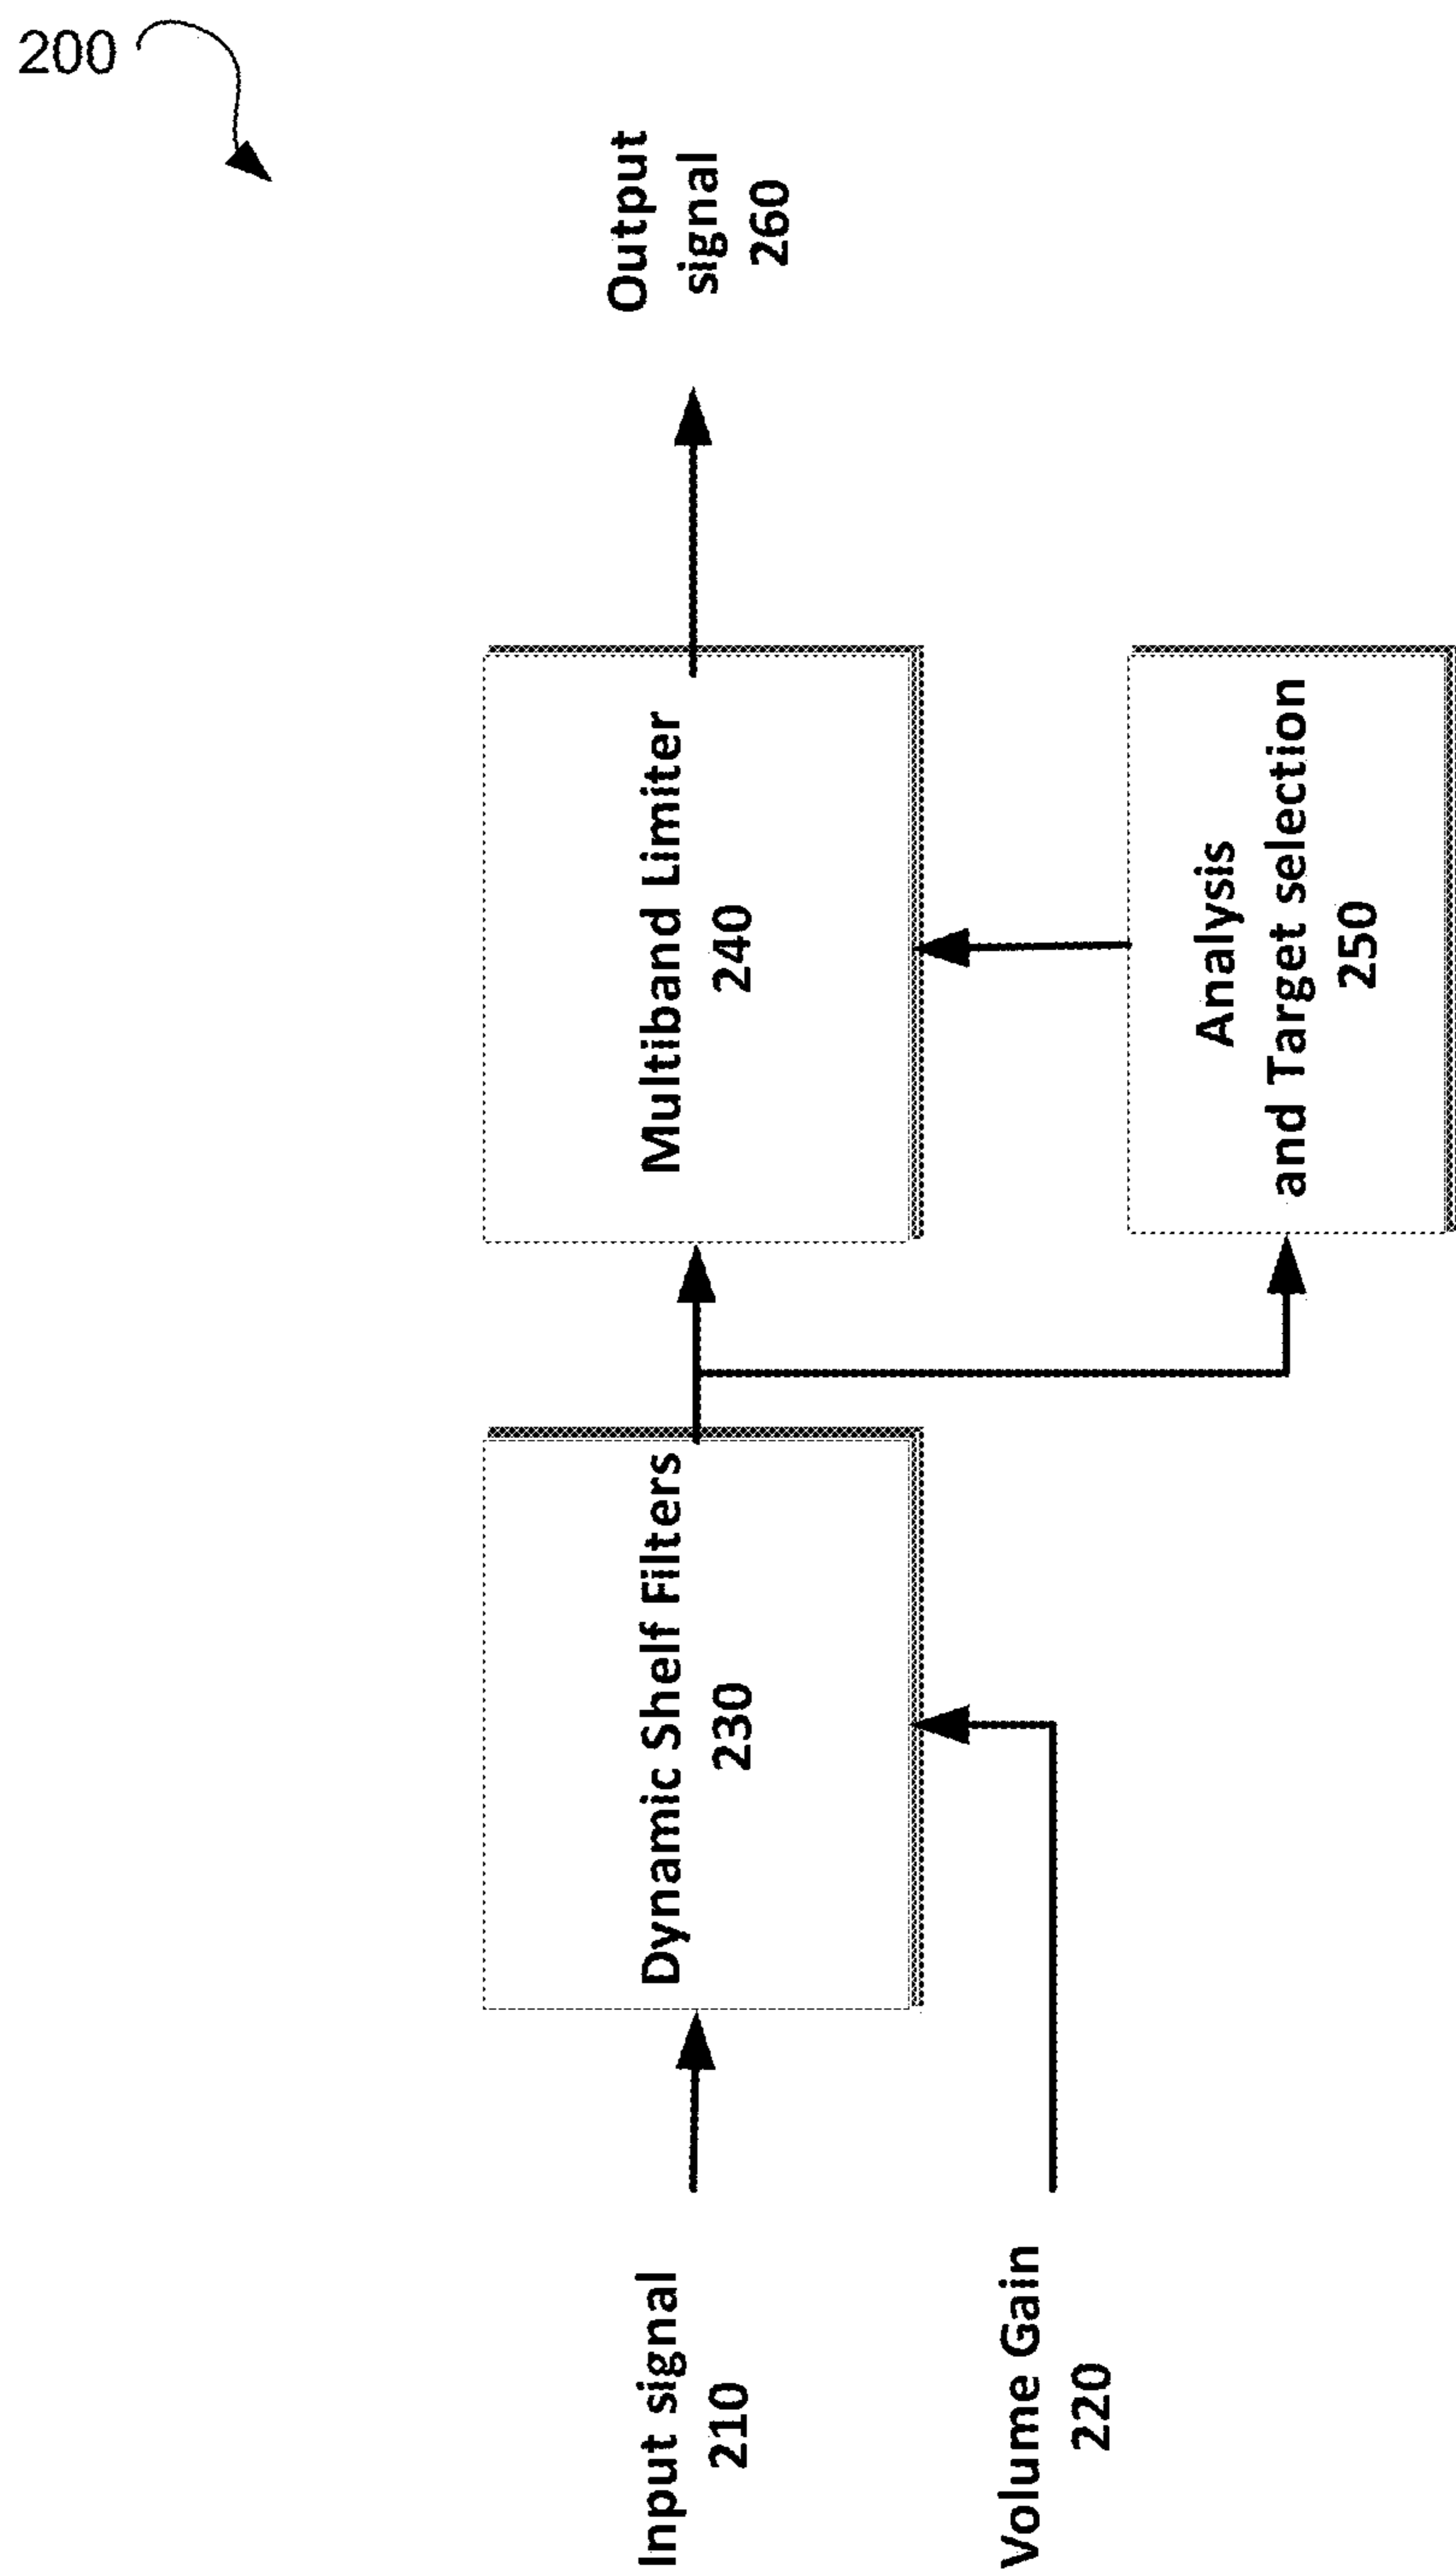 200
Input signal
210
Volume Gain
220
Dynamic Shelf Filters
230
Multiband Limiter
240
Analysis
and Target selection
250
Output
signal
260